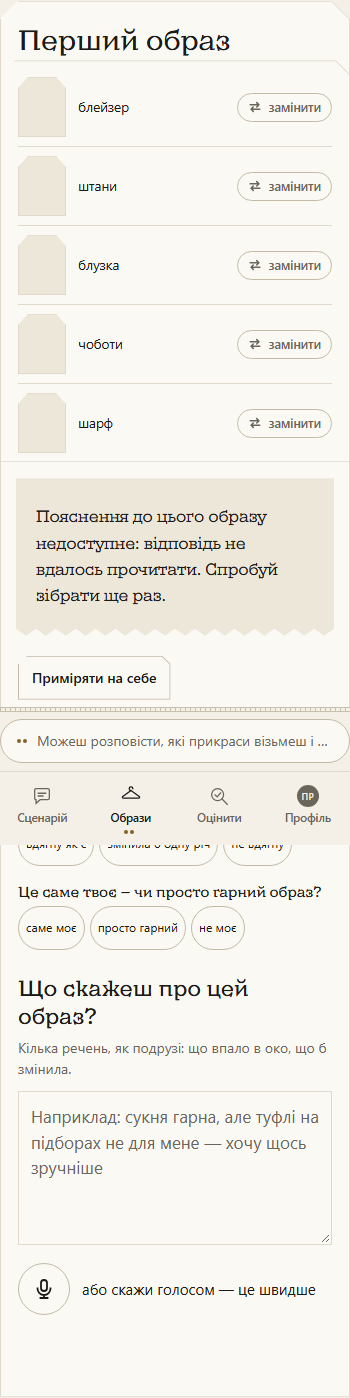 Перший образ
блейзер
замінити
штани
замінити
блузка
замінити
чоботи
замінити
шарф
замінити
Пояснення до цього образу
недоступне: відповідь не
вдалось прочитати. Спробуй
зібрати ще раз.
Приміряти на себе
Можеш розповісти, які прикраси візьмеш і ...
ПР
Сценарій
Образи
Оцінити
Профіль
Це саме твоє – чи просто гарний образ?
саме моє
просто гарний
не моє
Що скажеш про цей
образ?
Кілька речень, як подрузі: що впало в око, що б
змінила.
Наприклад: сукня гарна, але туфлі на
підборах не для мене — хочу щось
зручніше
або скажи голосом — це швидше